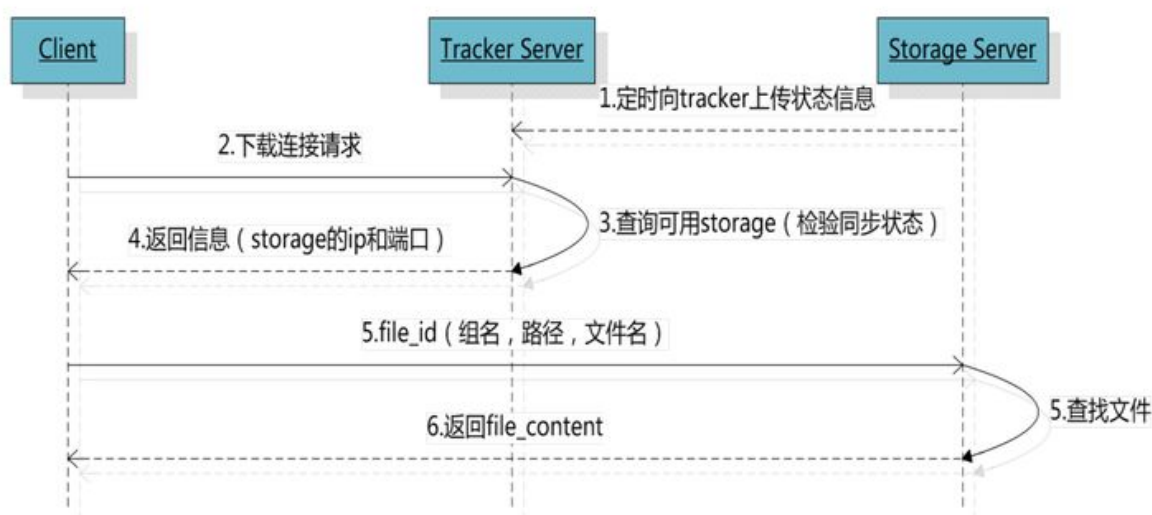 Client
Tracker Server
Storage Server
1.定时向tracker上传状态信息
2.下载连接请求
3.查询可用storage（检验同步状态）
4.返回信息（storage的ip和端口）
5.file_id（组名，路径，文件名）
5.查找文件
6.返回file_content